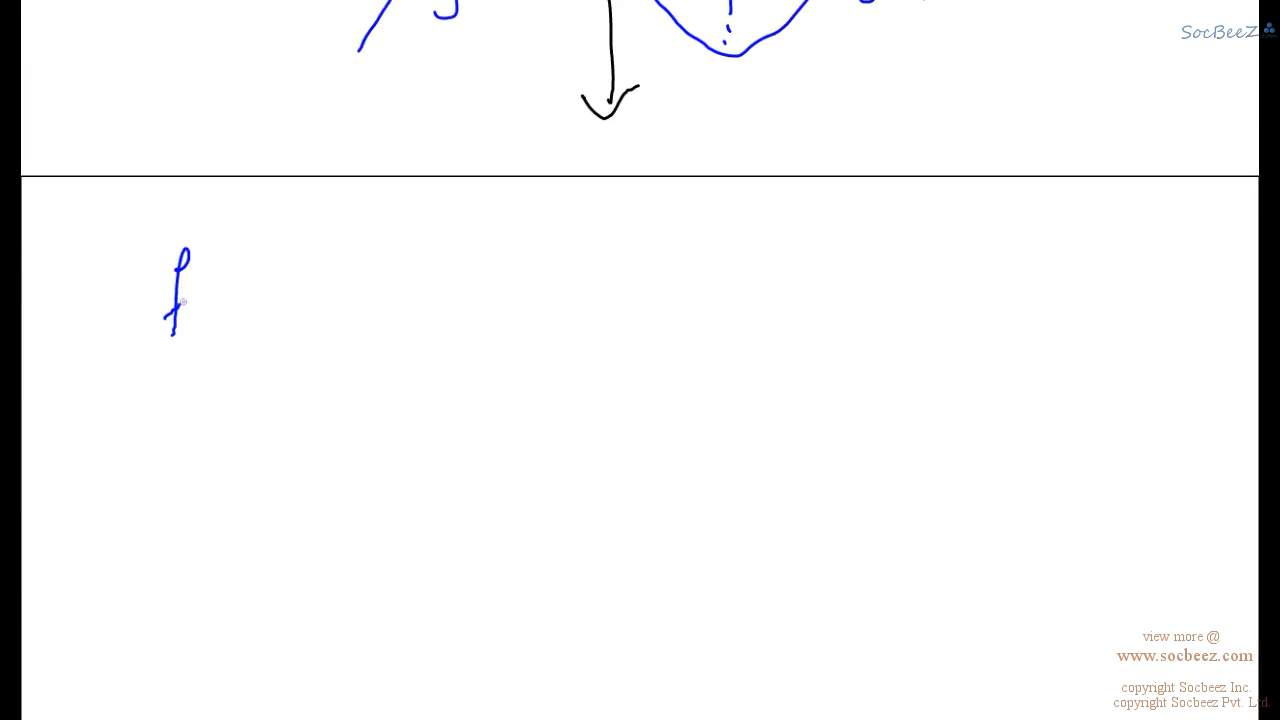 SocBeeZ
f
view more @
www.socbeez.com
copyright Socbeez Inc.
copyright Socbeez Pvt. Ltd.